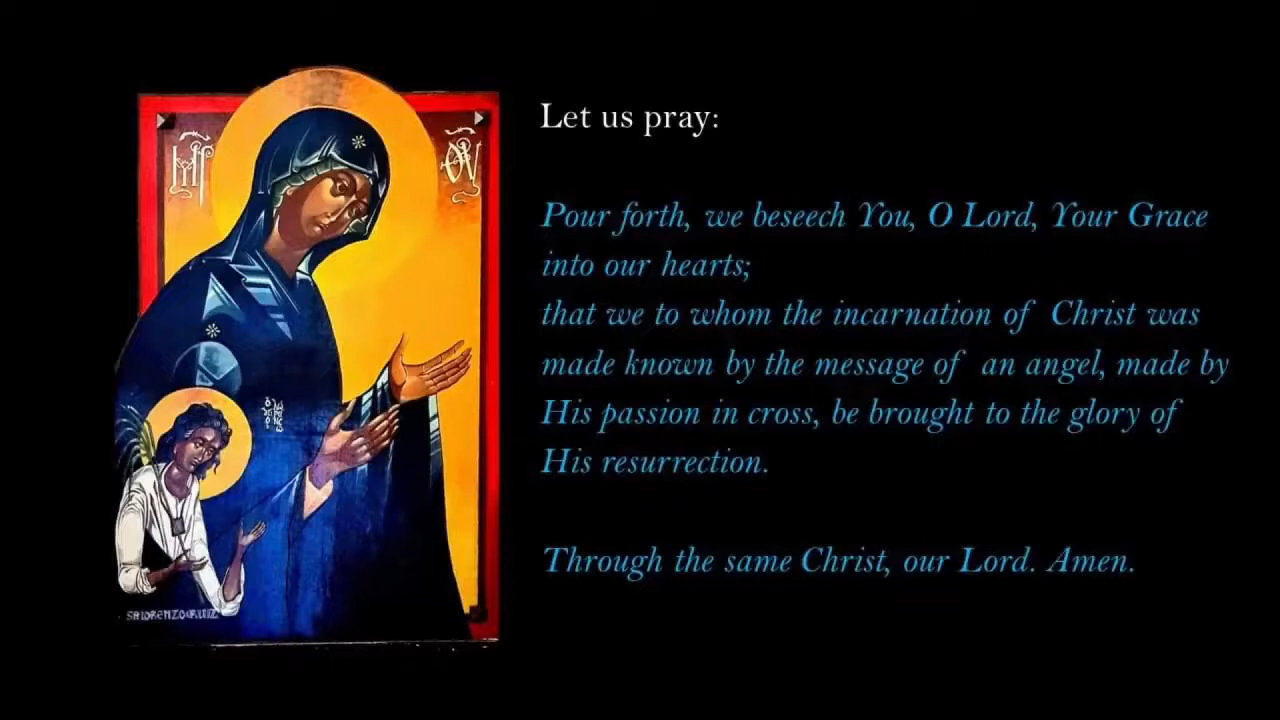 Let us pray:
Pour forth, we beseech You, O Lord, Your Grace
into our hearts;
that we to whom the incarnation of Christ was
made known by the message of an angel, made by
His passion in cross, be brought to the glory of
His resurrection.
Through the same Christ, our Lord. Amen.